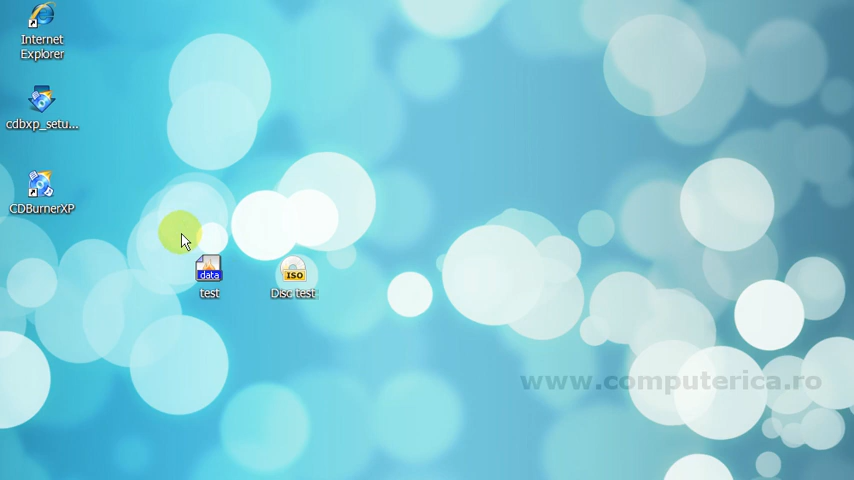 Internet
Explorer
cdbxp_setu...
CDBurnerXP
data
test
ISO
Disc test
www.computerica.ro